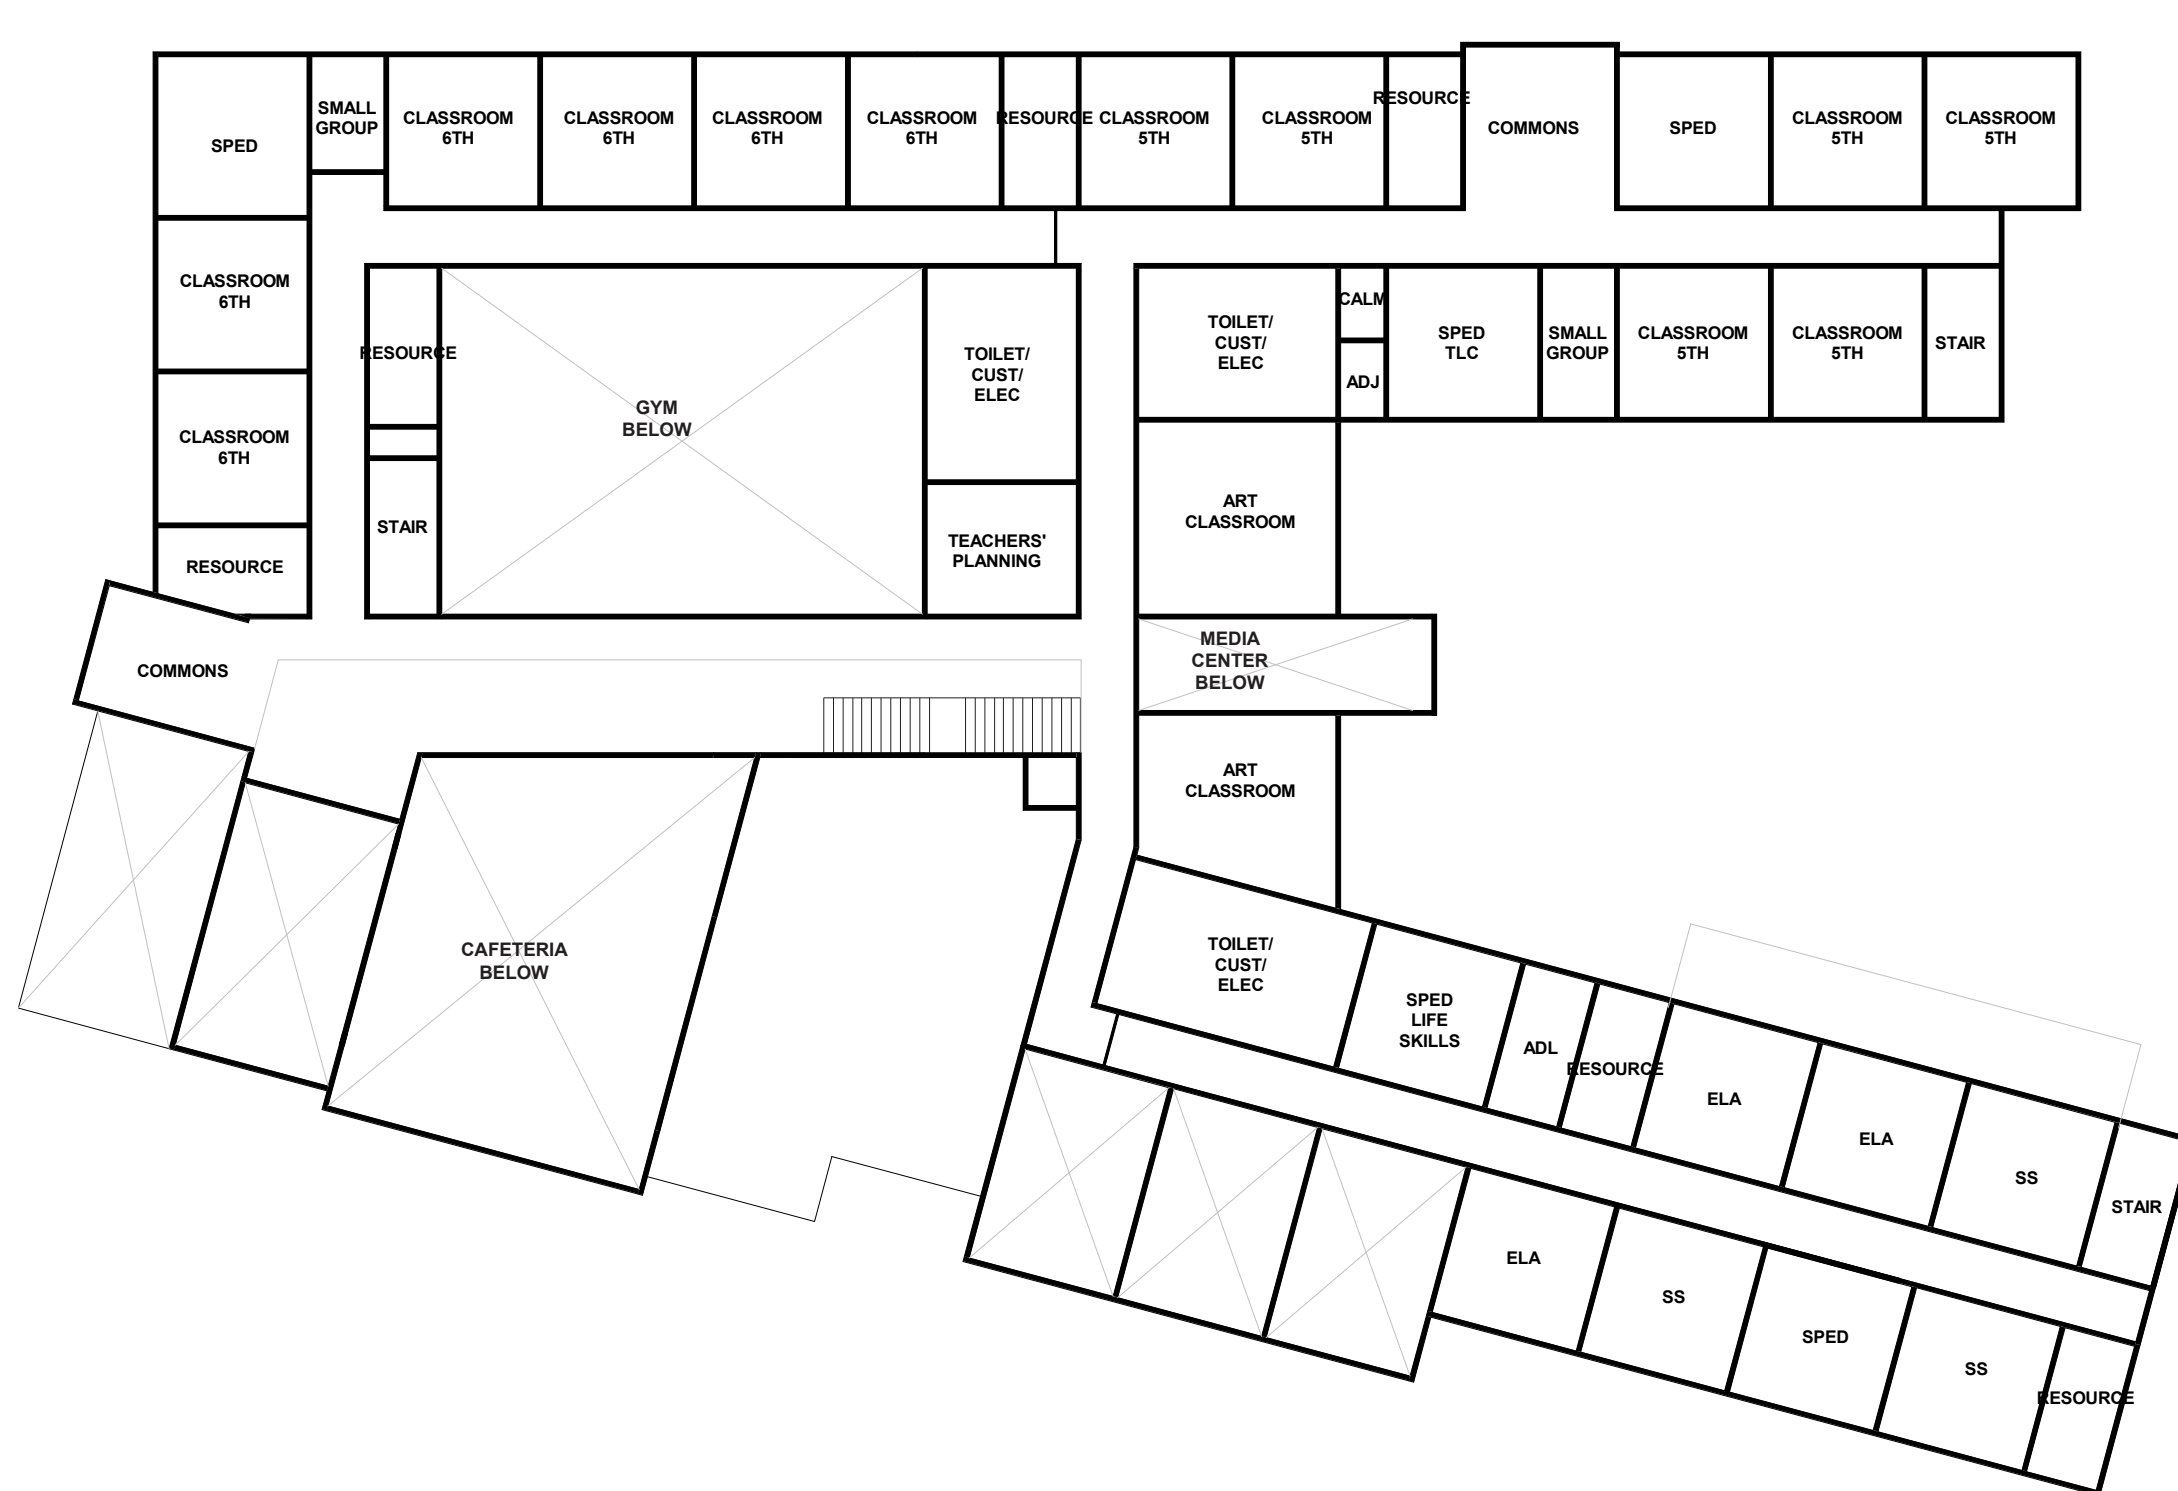 SPED
SMALL
GROUP
CLASSROOM
6TH
CLASSROOM
6TH
CLASSROOM
6TH
CLASSROOM
6TH
RESOURCE
CLASSROOM
5TH
CLASSROOM
5TH
RESOURCE
COMMONS
SPED
CLASSROOM
5TH
CLASSROOM
5TH
CLASSROOM
6TH
CLASSROOM
6TH
RESOURCE
COMMONS
RESOURCE
STAIR
GYM
BELOW
TOILET/
CUST/
ELEC
TEACHERS'
PLANNING
TOILET/
CUST/
ELEC
CALM
ADJ
SPED
TLC
SMALL
GROUP
CLASSROOM
5TH
CLASSROOM
5TH
STAIR
ART
CLASSROOM
MEDIA
CENTER
BELOW
ART
CLASSROOM
CAFETERIA
BELOW
TOILET/
CUST/
ELEC
SPED
LIFE
SKILLS
ADL
RESOURCE
ELA
ELA
SS
STAIR
ELA
SS
SPED
SS
RESOURCE